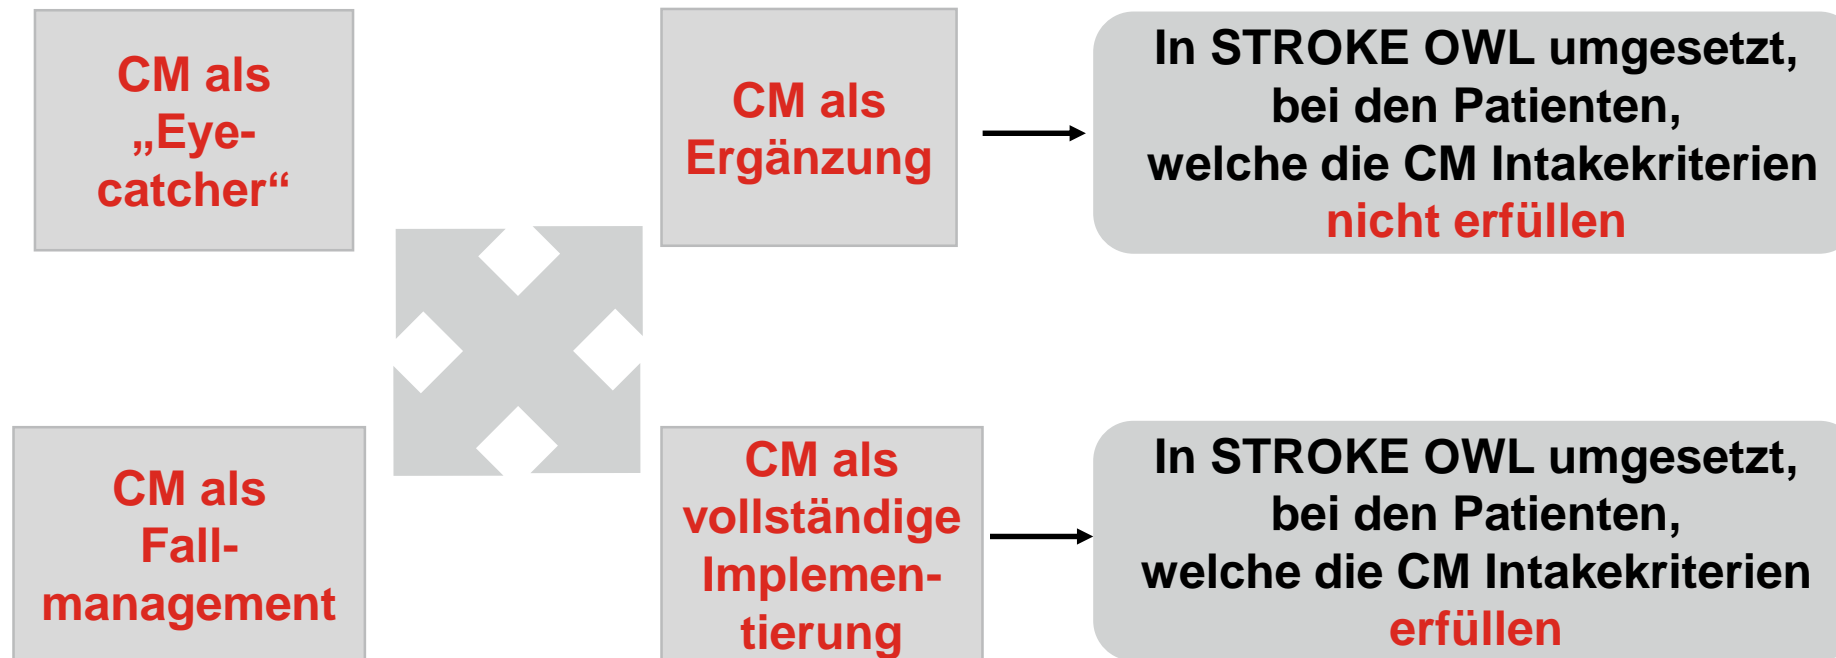 CM als
„Eye-
catcher“
CM als
Ergänzung
In STROKE OWL umgesetzt,
bei den Patienten,
welche die CM Intakekriterien
nicht erfüllen
CM als
Fall-
management
CM als
vollständige
Implemen-
tierung
In STROKE OWL umgesetzt,
bei den Patienten,
welche die CM Intakekriterien
erfüllen